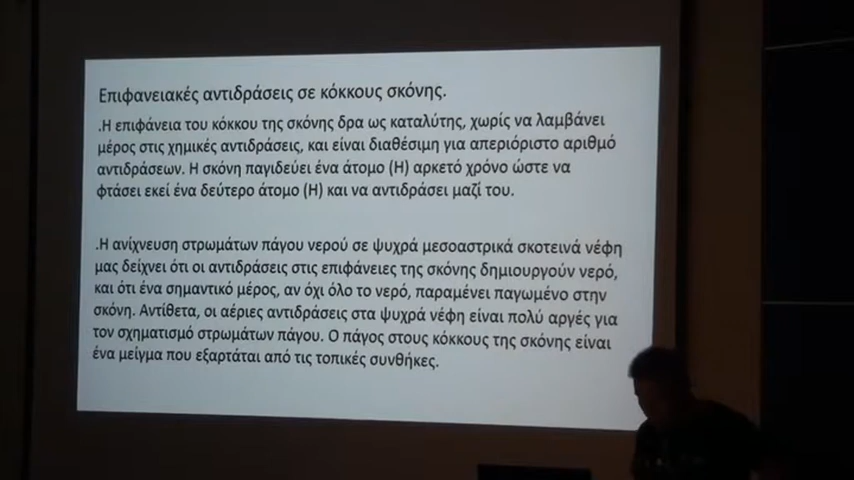 Επιφανειακές αντιδράσεις σε κόκκους σκόνης.
.Η επιφάνεια του κόκκου της σκόνης δρα ως καταλύτης, χωρίς να λαμβάνει
μέρος στις χημικές αντιδράσεις, και είναι διαθέσιμη για απεριόριστο αριθμό
αντιδράσεων. Η σκόνη παγιδεύει ένα άτομο (H) αρκετό χρόνο ώστε να
φτάσει εκεί ένα δεύτερο άτομο (H) και να αντιδράσει μαζί του.
.Η ανίχνευση στρωμάτων πάγου νερού σε ψυχρά μεσοαστρικά σκοτεινά νέφη
μας δείχνει ότι οι αντιδράσεις στις επιφάνειες της σκόνης δημιουργούν νερό,
και ότι ένα σημαντικό μέρος, αν όχι όλο το νερό, παραμένει παγωμένο στην
σκόνη. Αντίθετα, οι αέριες αντιδράσεις στα ψυχρά νέφη είναι πολύ αργές για
τον σχηματισμό στρωμάτων πάγου. Ο πάγος στους κόκκους της σκόνης είναι
ένα μείγμα που εξαρτάται από τις τοπικές συνθήκες.